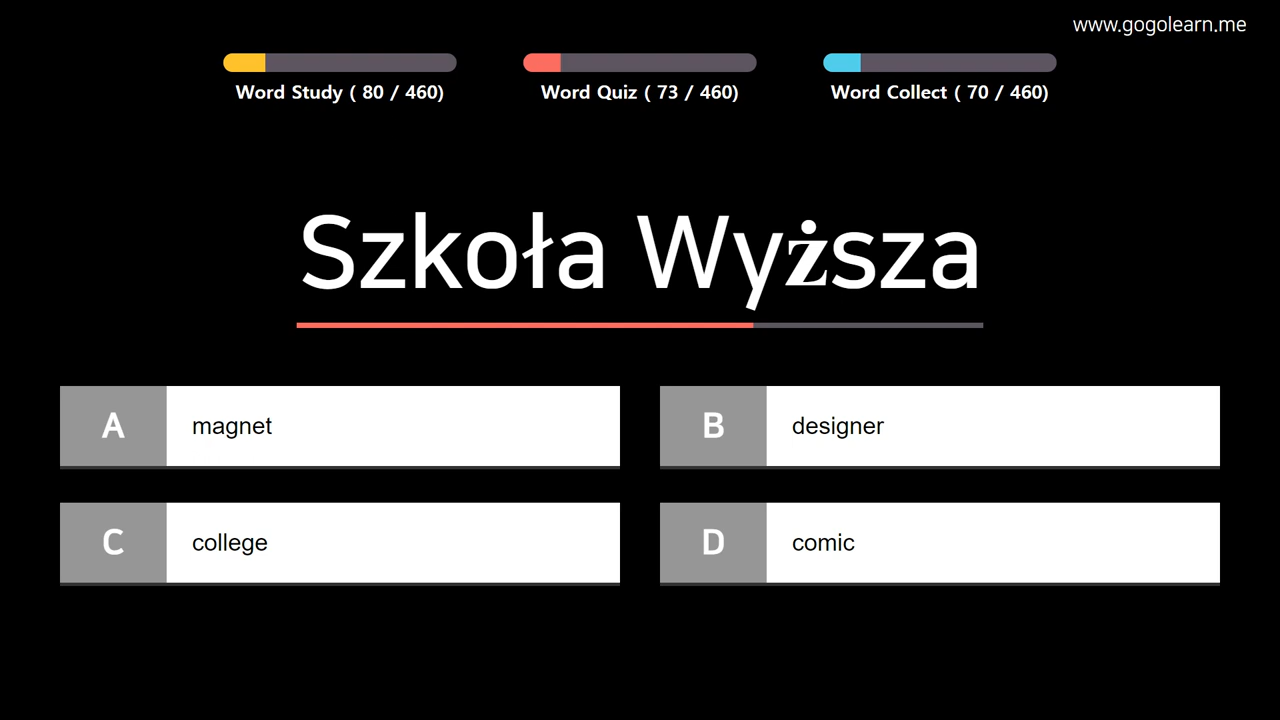 www.gogolearn.me
Word Study ( 80 / 460)
Word Quiz ( 73 / 460)
Word Collect ( 70 / 460)
Szkoła Wyższa
A magnet
B designer
C college
D comic